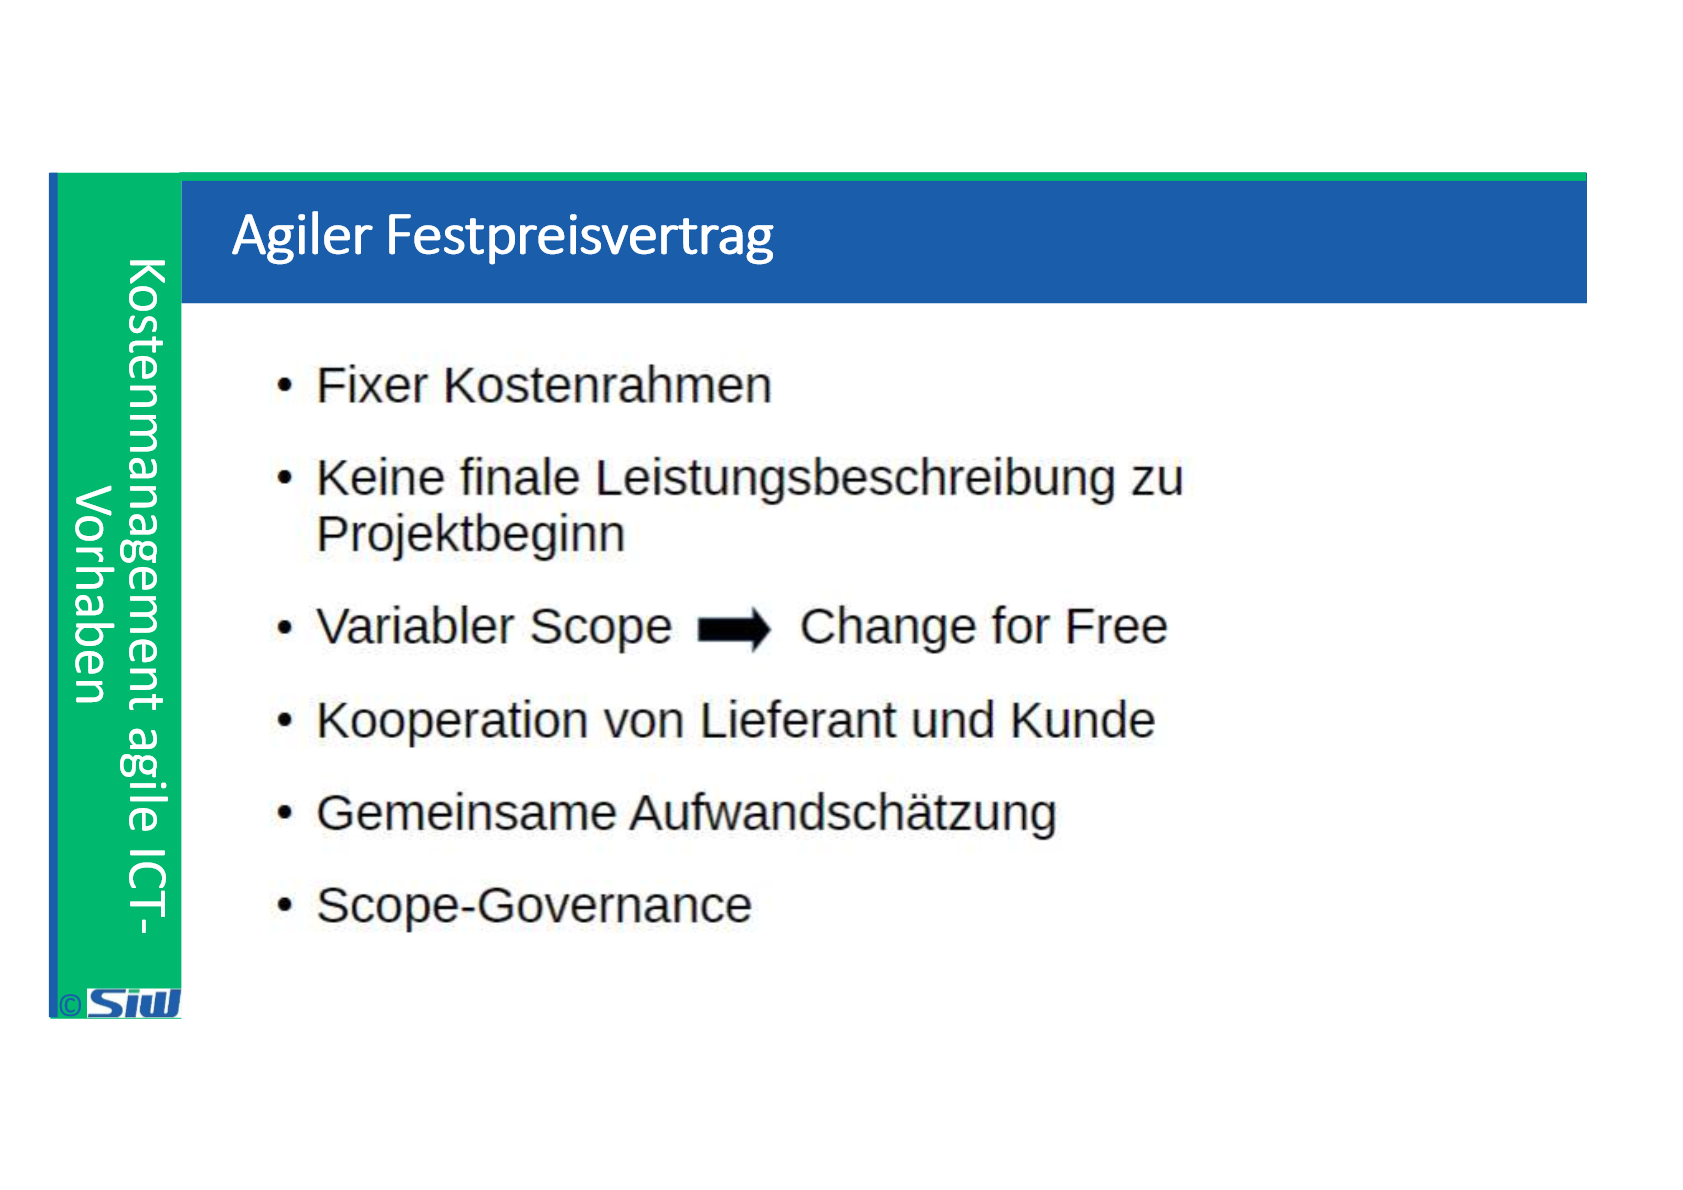 Agiler Festpreisvertrag
Kostenmanagement agile ICT-
Vorhaben
• Fixer Kostenrahmen
• Keine finale Leistungsbeschreibung zu
Projektbeginn
• Variabler Scope ➡ Change for Free
• Kooperation von Lieferant und Kunde
• Gemeinsame Aufwandschätzung
• Scope-Governance
© SIW